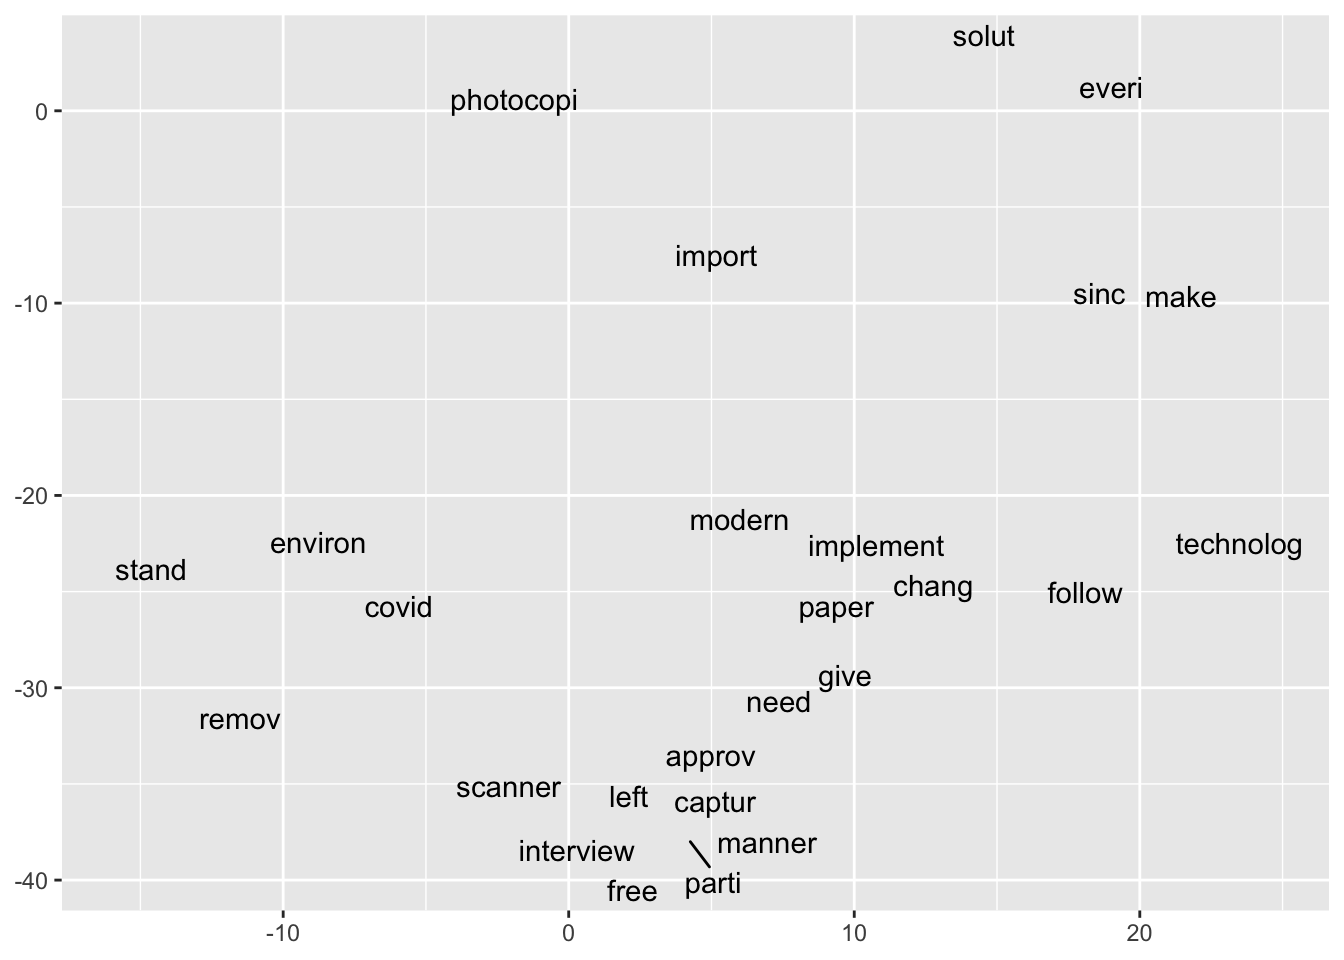 solut
everi
photocopi
0
import
sinc make
-10
-20
modern
environ
implement
technolog
stand
chang
follow
covid
paper
give
-30
need
remov
approv
scanner
left
captur
manner
interview
-40
parti
free
-10 0 10 20